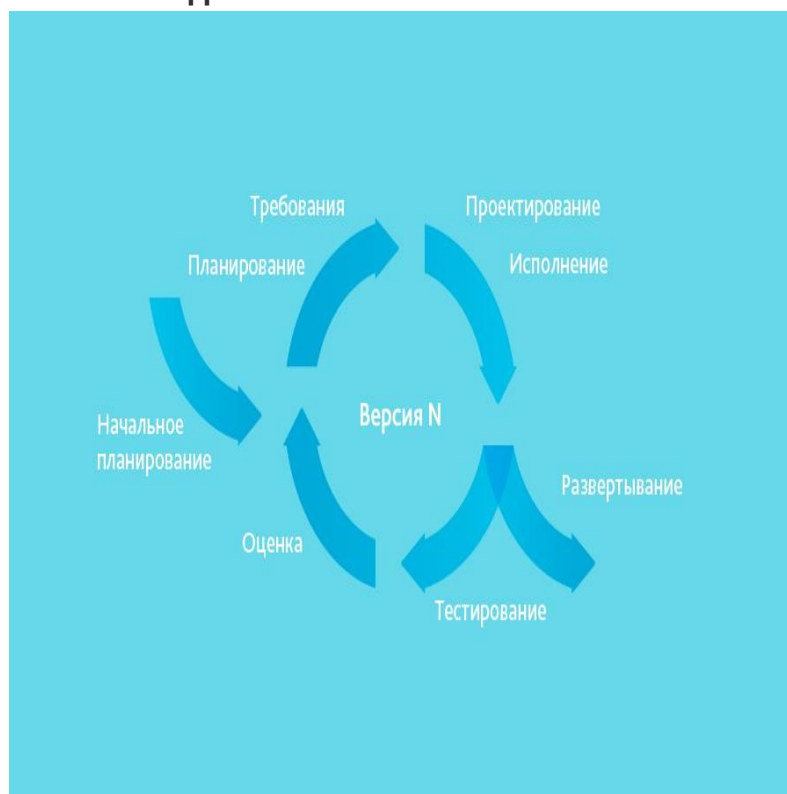 Требования
Проектирование
Планирование
Исполнение
Версия N
Начальное
планирование
Развертывание
Оценка
Тестирование